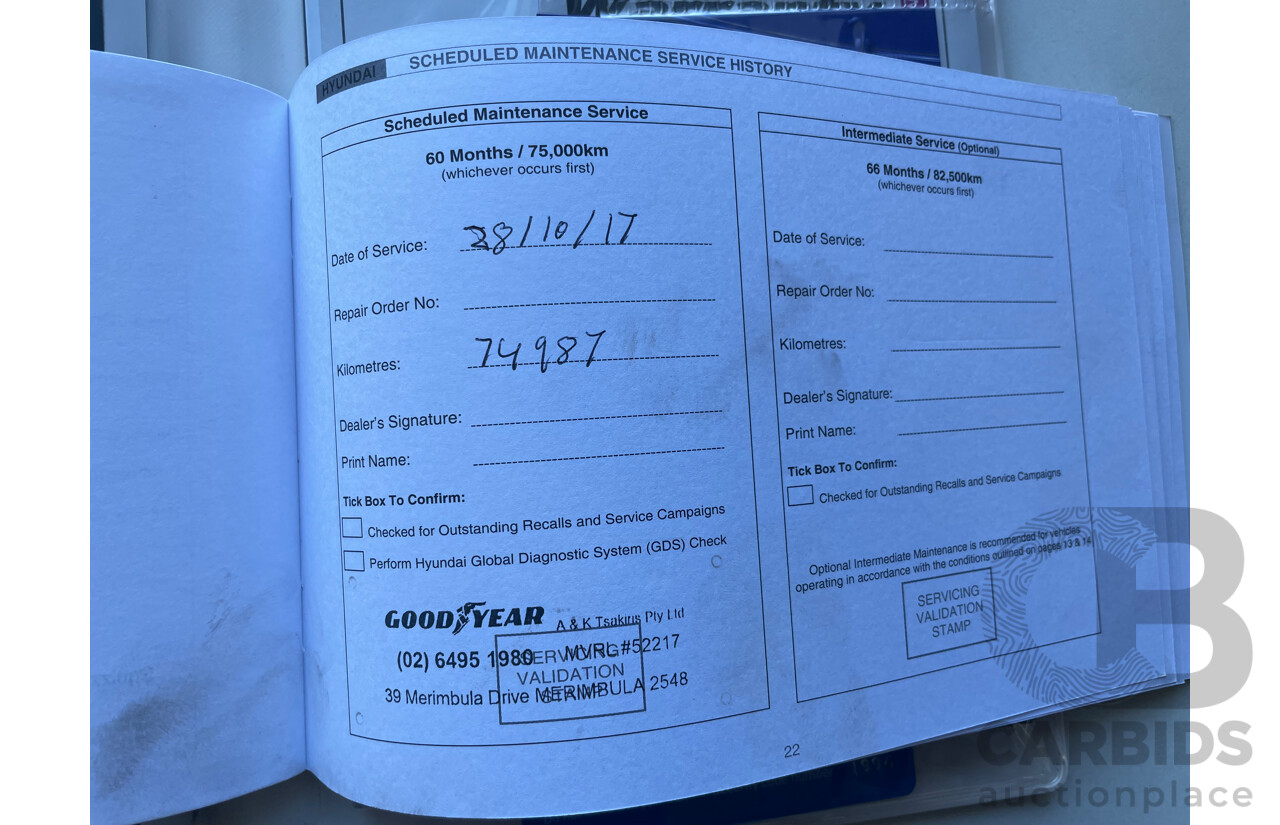 HYUNDAI
SCHEDULED MAINTENANCE SERVICE HISTORY
Scheduled Maintenance Service
60 Months / 75,000km
(whichever occurs first)
Date of Service: 28/10/17
Repair Order No:
Kilometres: 74987
Dealer's Signature:
Print Name:
Tick Box To Confirm:
Checked for Outstanding Recalls and Service Campaigns
Perform Hyundai Global Diagnostic System (GDS) Check
GOODYEAR A & K Tsakiris Pty Ltd
(02) 6495 1980 MVRL #52217
39 Merimbula Drive MERIMBULA 2548
SERVICING
VALIDATION
STAMP
Intermediate Service (Optional)
66 Months / 82,500km
(whichever occurs first)
Date of Service:
Repair Order No:
Kilometres:
Dealer's Signature:
Print Name:
Tick Box To Confirm:
Checked for Outstanding Recalls and Service Campaigns
Optional Intermediate Maintenance is recommended for vehicles
operating in accordance with the conditions outlined on pages 13 & 14
SERVICING
VALIDATION
STAMP
22
CARBIDS
auctionplace